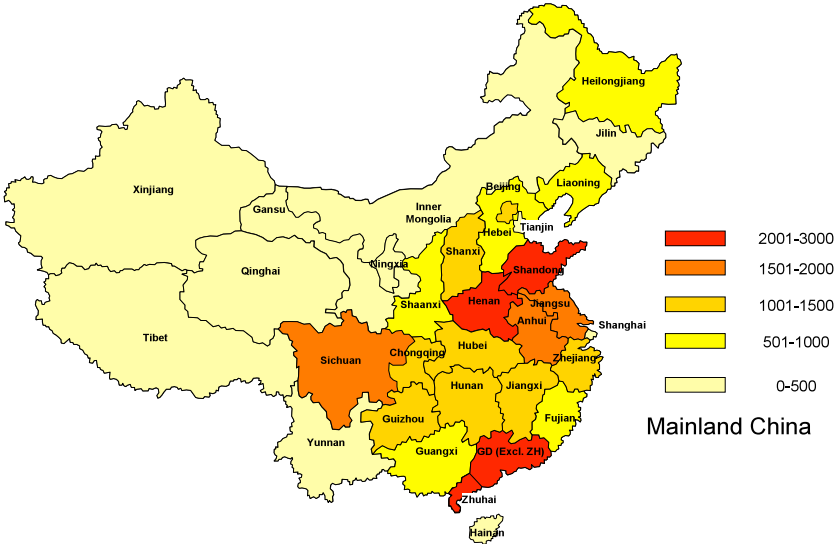 Heilongjiang
Jilin
Liaoning
Beijing
Xinjiang
Gansu
Inner
Mongolia
Tianjin
Hebei
Shanxi
Ningxia
Qinghai
Shandong
Henan
Jiangsu
Shaanxi
Anhui
Shanghai
Tibet
Hubei
Chongqing
Zhejiang
Sichuan
Hunan
Jiangxi
Guizhou
Fujian
Yunnan
Guangxi
GD (Excl. ZH)
Zhuhai
Hainan
2001-3000
1501-2000
1001-1500
501-1000
0-500
Mainland China